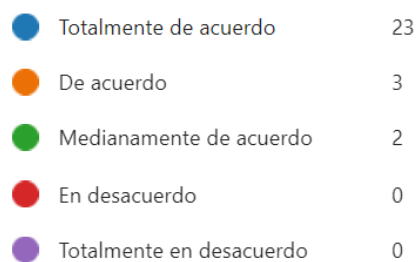 Totalmente de acuerdo 23
De acuerdo 3
Medianamente de acuerdo 2
En desacuerdo 0
Totalmente en desacuerdo 0